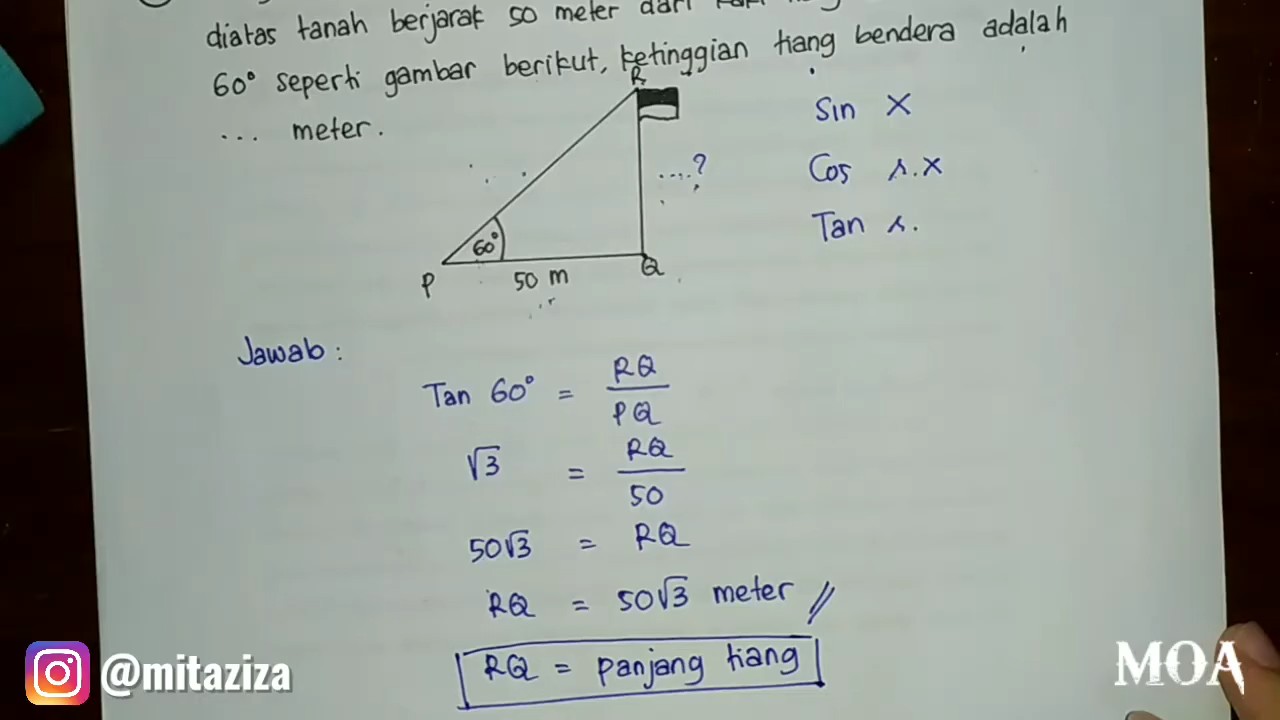 diatas tanah berjarak 50 meter dari
60° seperti gambar berikut, ketinggian tiang bendera adalah
... meter.
R
Sin
Cos
Tan
....?
60°
P
50 m
Q
Jawab :
Tan 60° = RQ / PQ
√3 = RQ / 50
50√3 = RQ
RQ = 50√3 meter //
RQ = panjang tiang
@mitaziza
MOA